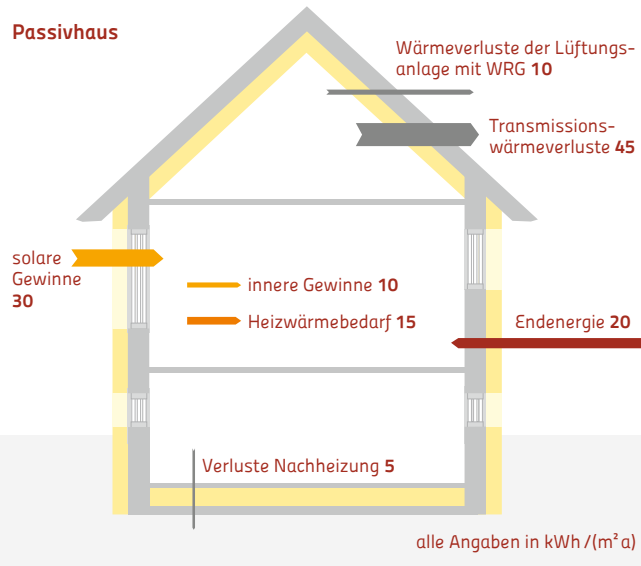 Passivhaus
Wärmeverluste der Lüftungs-
anlage mit WRG 10
Transmissions-
wärmeverluste 45
solare
Gewinne
30
innere Gewinne 10
Heizwärmebedarf 15
Endenergie 20
Verluste Nachheizung 5
alle Angaben in kWh/(m²a)